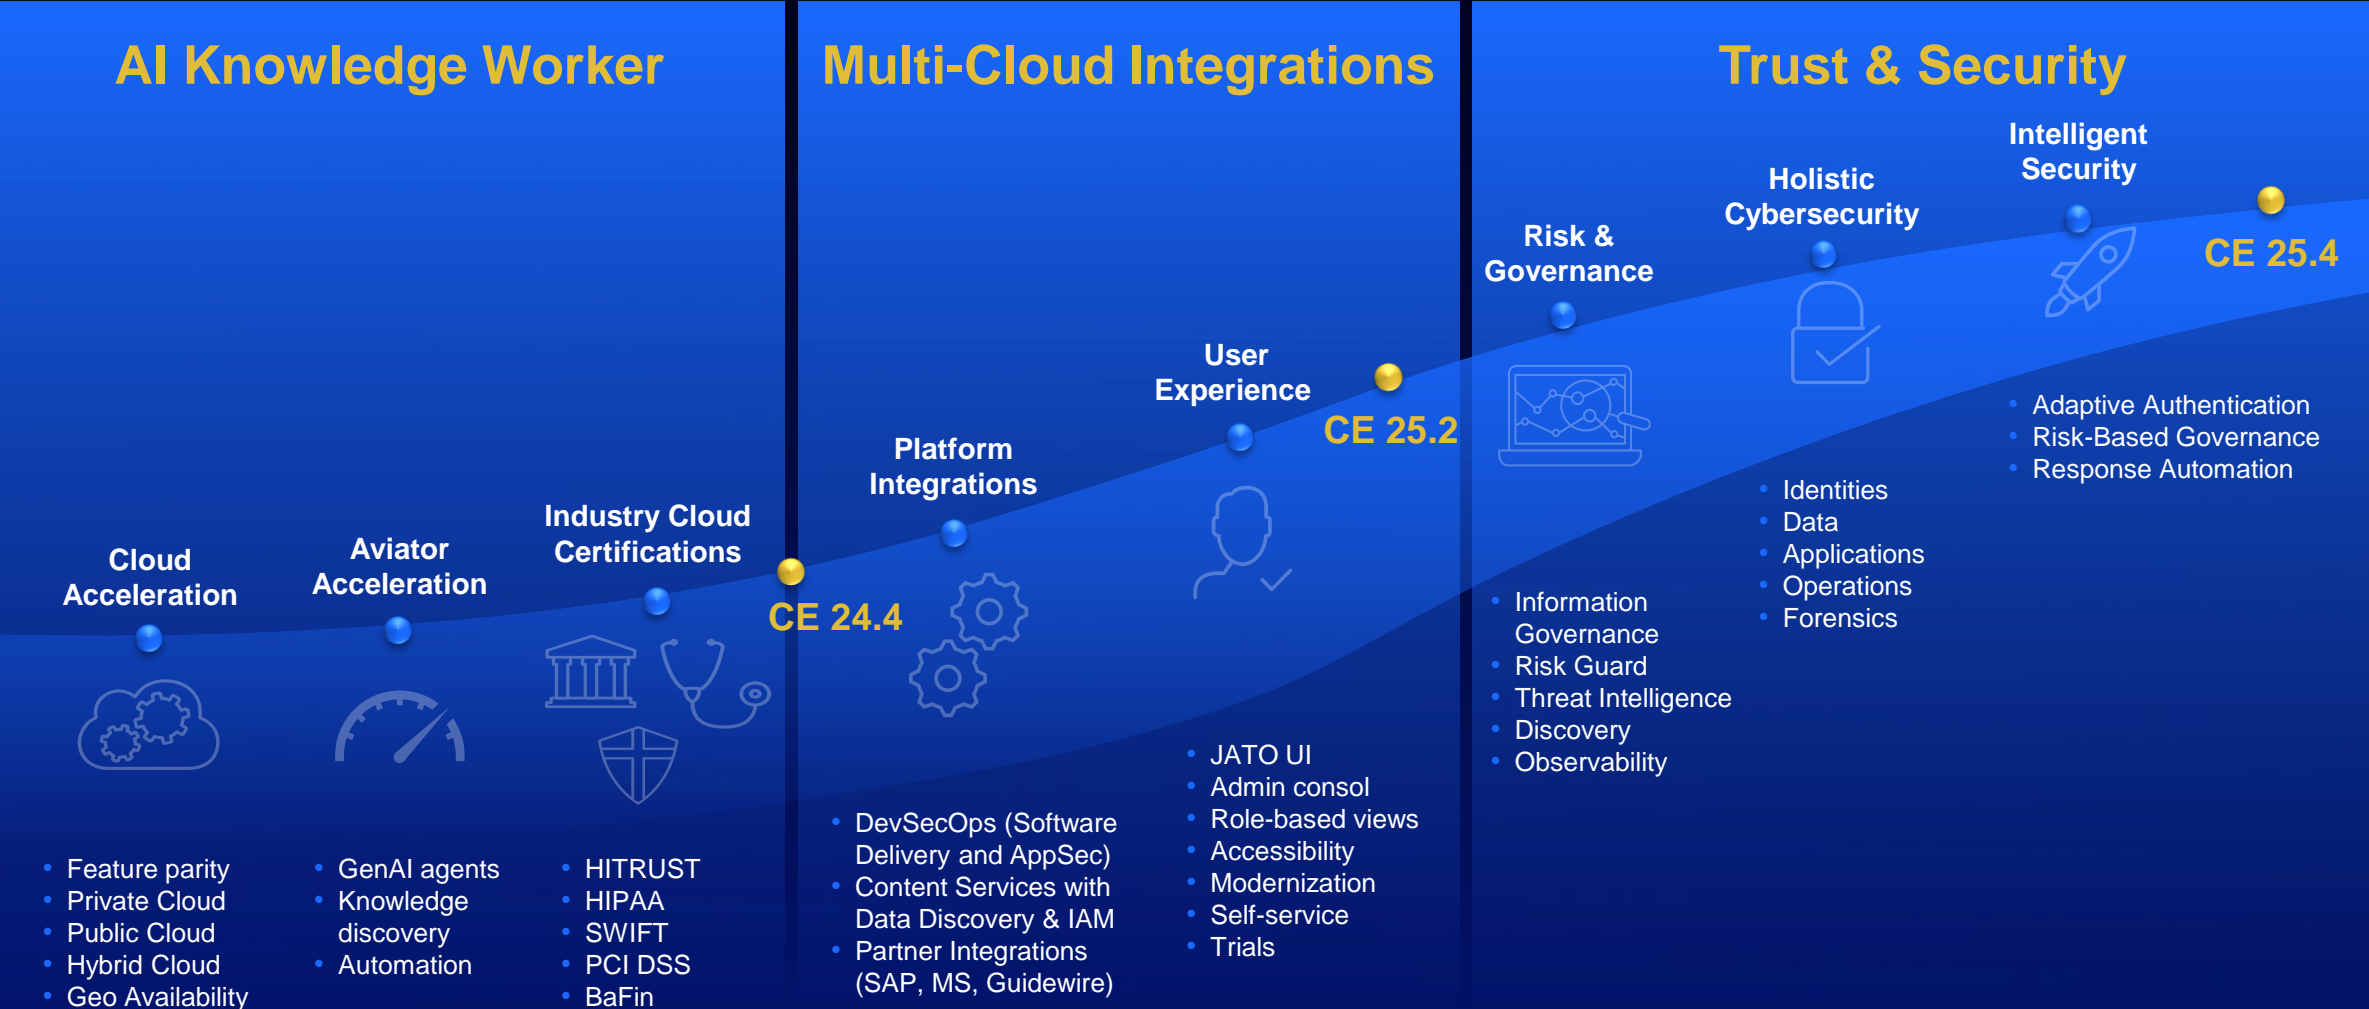 AI Knowledge Worker
Cloud
Acceleration
Aviator
Acceleration
Industry Cloud
Certifications
CE 24.4
• Feature parity
• Private Cloud
• Public Cloud
• Hybrid Cloud
• Geo Availability
• GenAI agents
• Knowledge
discovery
• Automation
• HITRUST
• HIPAA
• SWIFT
• PCI DSS
• BaFin
Multi-Cloud Integrations
Platform
Integrations
User
Experience
CE 25.2
• DevSecOps (Software
Delivery and AppSec)
• Content Services with
Data Discovery & IAM
• Partner Integrations
(SAP, MS, Guidewire)
• JATO UI
• Admin consol
• Role-based views
• Accessibility
• Modernization
• Self-service
• Trials
Trust & Security
Risk &
Governance
Holistic
Cybersecurity
Intelligent
Security
CE 25.4
• Information
Governance
• Risk Guard
• Threat Intelligence
• Discovery
• Observability
• Identities
• Data
• Applications
• Operations
• Forensics
• Adaptive Authentication
• Risk-Based Governance
• Response Automation